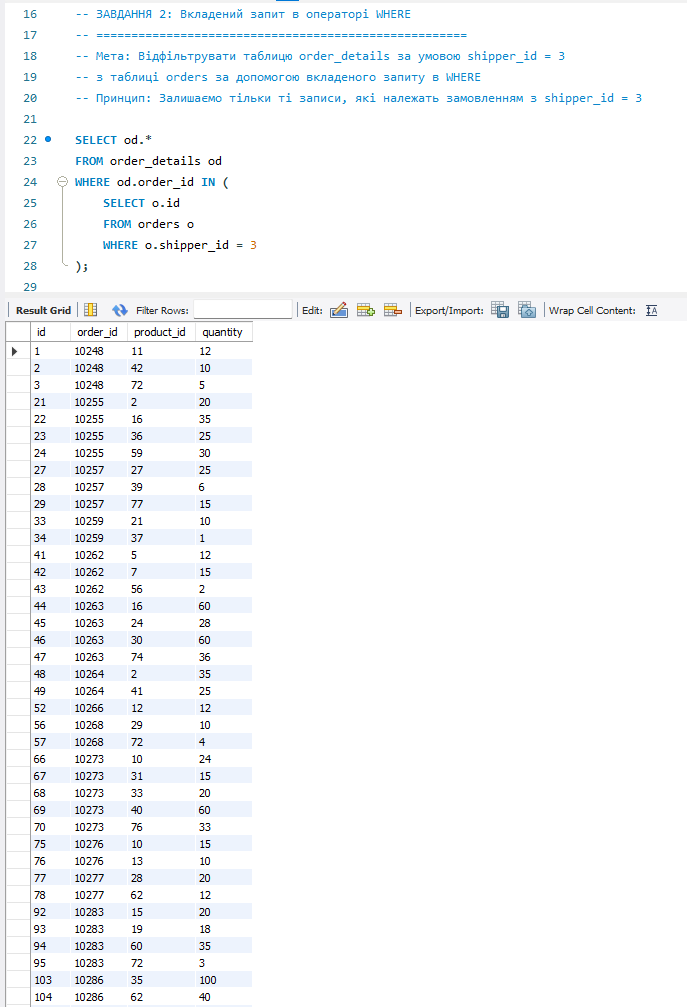 16 -- ЗАВДАННЯ 2: Вкладений запит в операторі WHERE
17 -- ====================================================
18 -- Мета: Відфільтрувати таблицю order_details за умовою shipper_id = 3
19 -- з таблиці orders за допомогою вкладеного запиту в WHERE
20 -- Принцип: Залишаємо тільки ті записи, які належать замовленням з shipper_id = 3
21
22 SELECT od.*
23 FROM order_details od
24 WHERE od.order_id IN (
25 SELECT o.id
26 FROM orders o
27 WHERE o.shipper_id = 3
28 );
29
Result Grid Filter Rows: Edit: Export/Import: Wrap Cell Content: IA
id order_id product_id quantity
1 10248 11 12
2 10248 42 10
3 10248 72 5
21 10255 2 20
22 10255 16 35
23 10255 36 25
24 10255 59 30
27 10257 27 25
28 10257 39 6
29 10257 77 15
33 10259 21 10
34 10259 37 1
41 10262 5 12
42 10262 7 15
43 10262 56 2
44 10263 16 60
45 10263 24 28
46 10263 30 60
47 10263 74 36
48 10264 2 35
49 10264 41 25
52 10266 12 12
56 10268 29 10
57 10268 72 4
66 10273 10 24
67 10273 31 15
68 10273 33 20
69 10273 40 60
70 10273 76 33
75 10276 10 15
76 10276 13 10
77 10277 28 20
78 10277 62 12
92 10283 15 20
93 10283 19 18
94 10283 60 35
95 10283 72 3
103 10286 35 100
104 10286 62 40